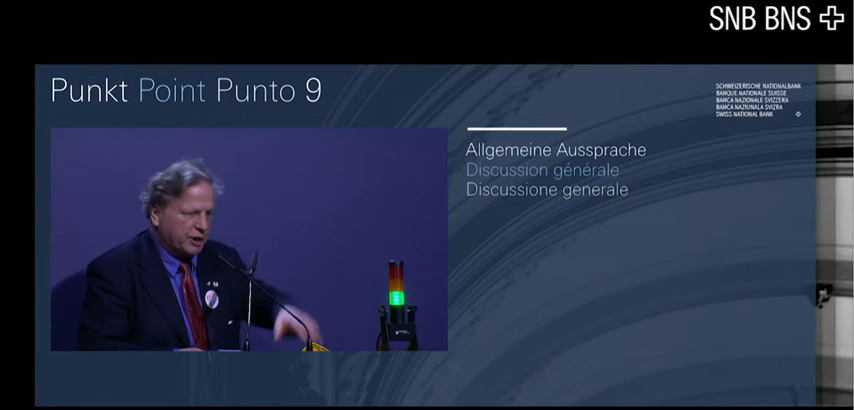 SNB BNS
Punkt Point Punto 9
SCHWEIZERISCHE NATIONALBANK
BANQUE NATIONALE SUISSE
BANCA NAZIONALE SVIZZERA
BANCA NAZIUNALA SVIZRA
SWISS NATIONAL BANK
Allgemeine Aussprache
Discussion générale
Discussione generale